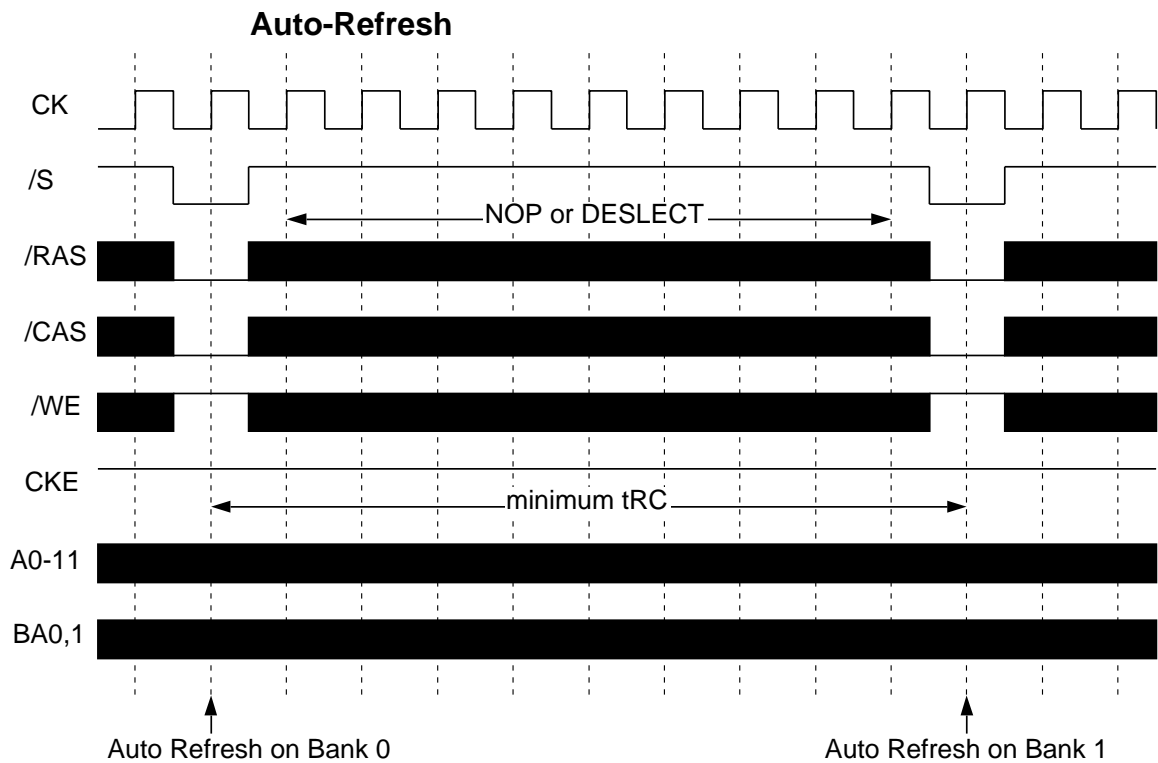 Auto-Refresh
CK
/S
NOP or DESLECT
/RAS
/CAS
/WE
CKE
minimum tRC
A0-11
BA0,1
Auto Refresh on Bank 0
Auto Refresh on Bank 1